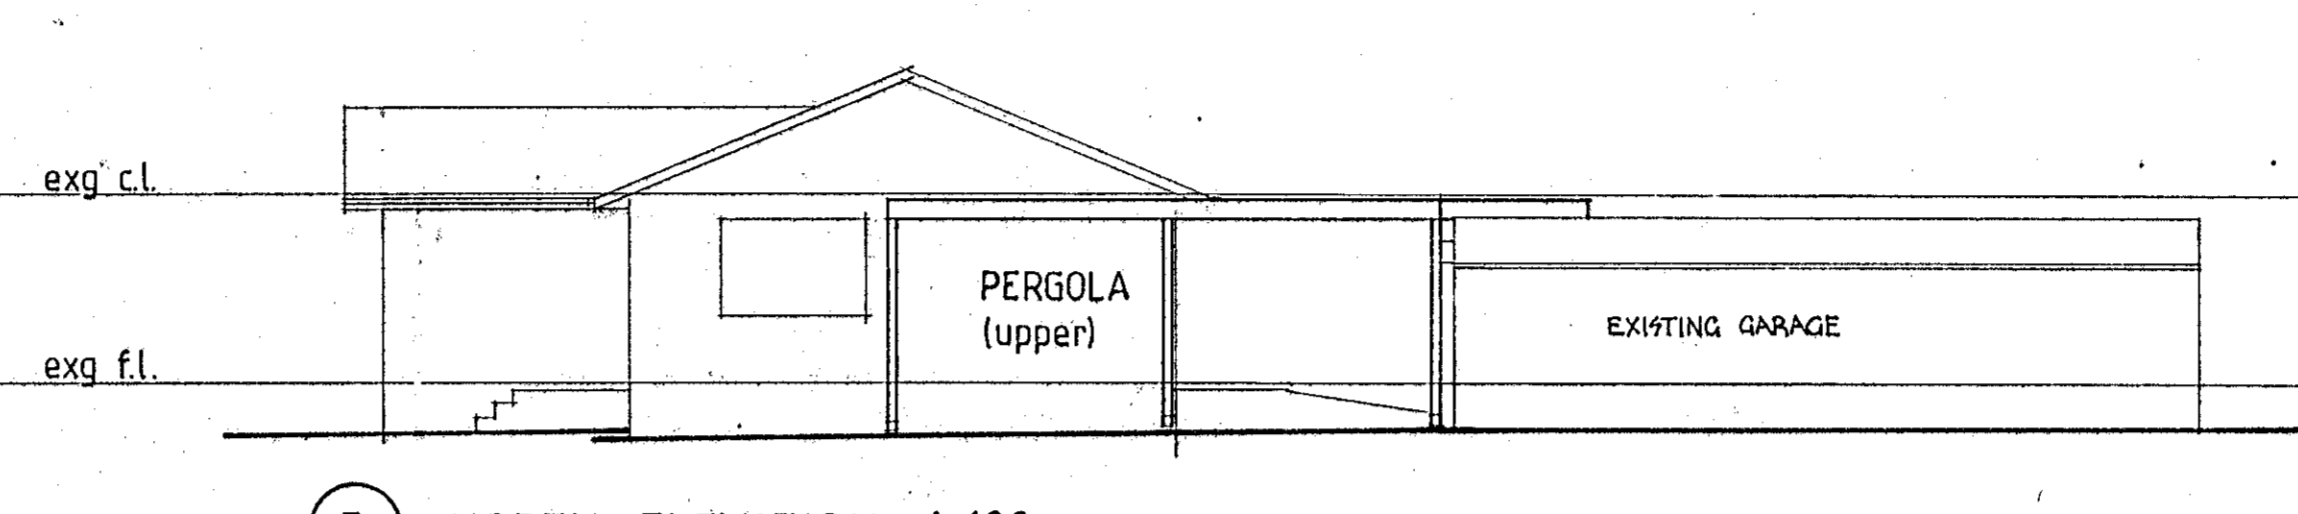 exg c.l.
PERGOLA
(upper)
EXISTING GARAGE
exg f.l.